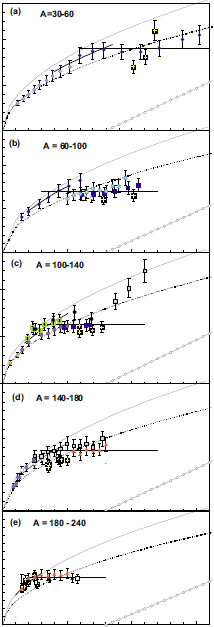 (a) A=30-60
(b) A = 60-100
(c) A = 100-140
(d) A = 140-180
(e) A = 180 - 240